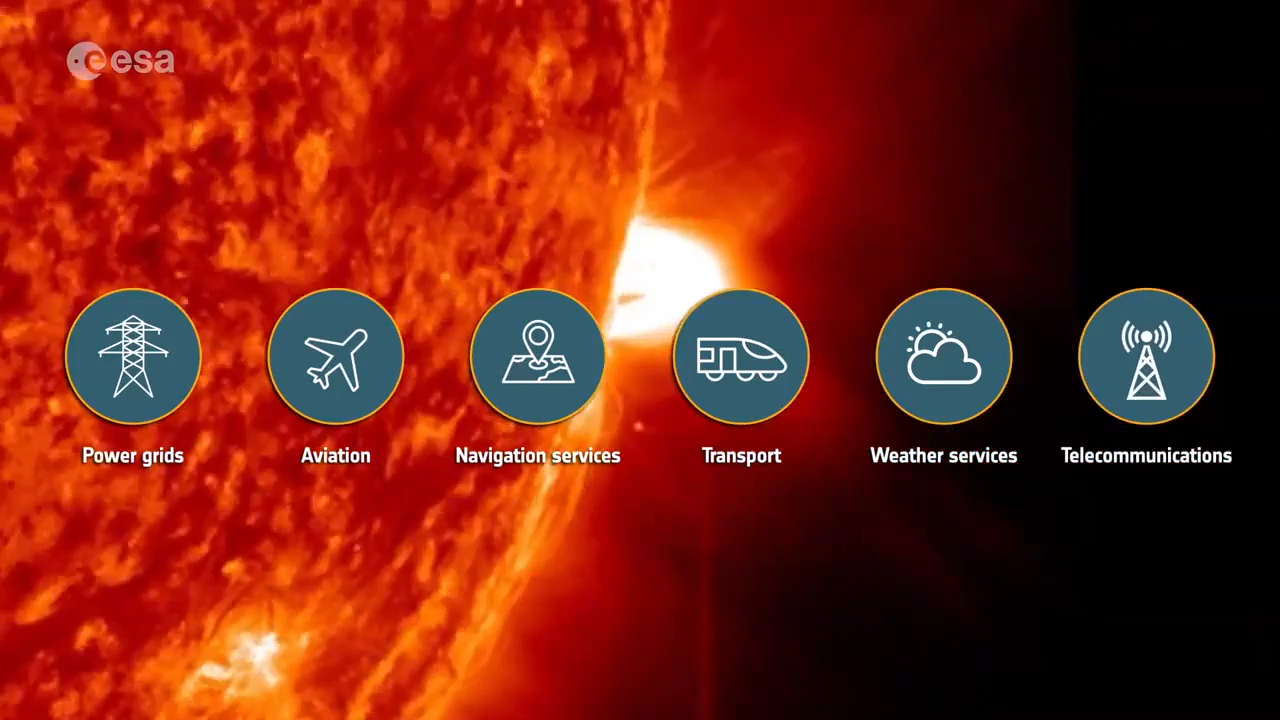 esa
Power grids
Aviation
Navigation services
Transport
Weather services
Telecommunications